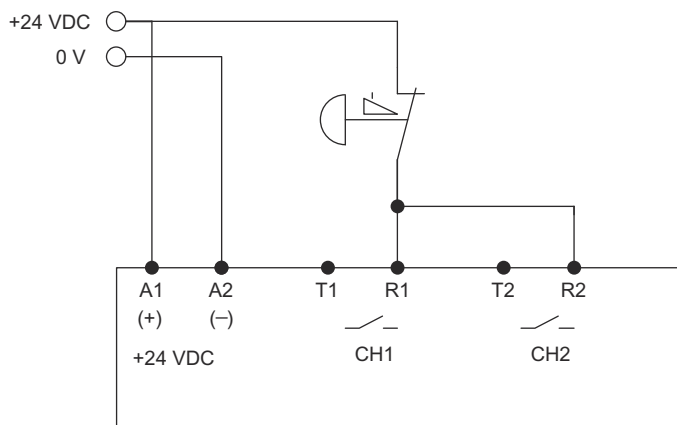 +24 VDC
0 V
A1 A2 T1 R1 T2 R2
(+) (–)
CH1 CH2
+24 VDC